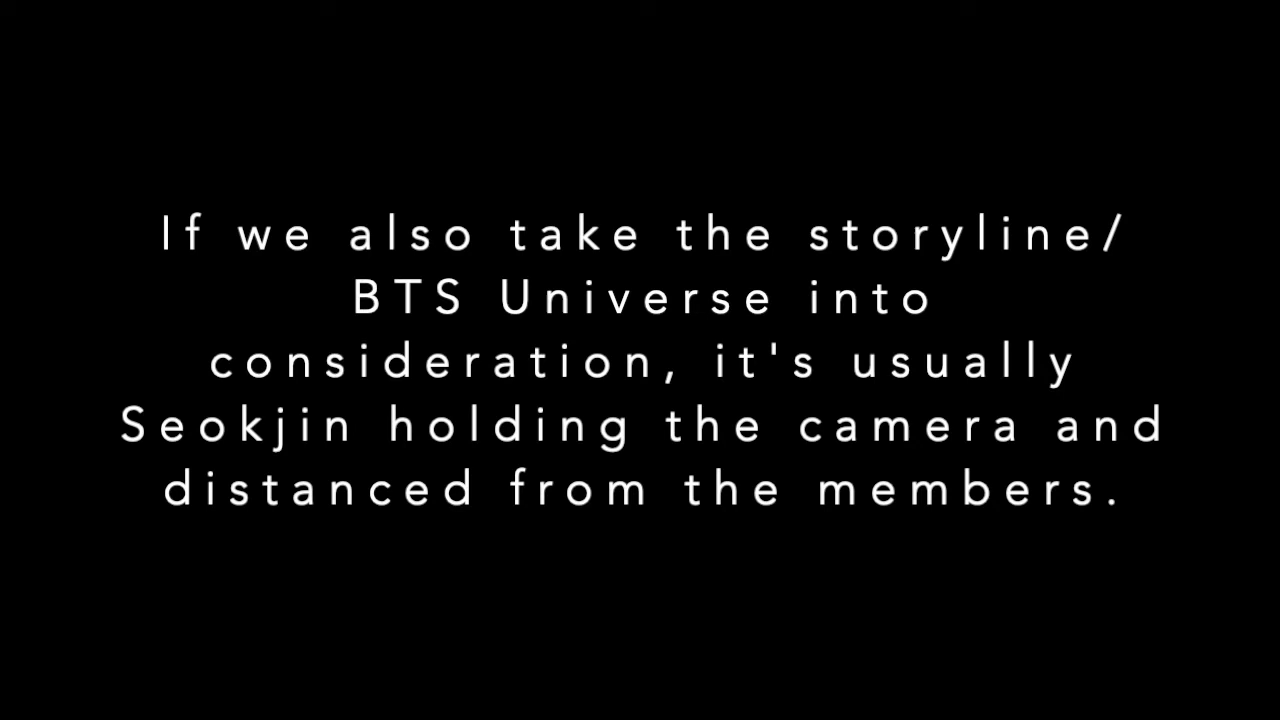 If we also take the storyline/
BTS Universe into
consideration, it's usually
Seokjin holding the camera and
distanced from the members.